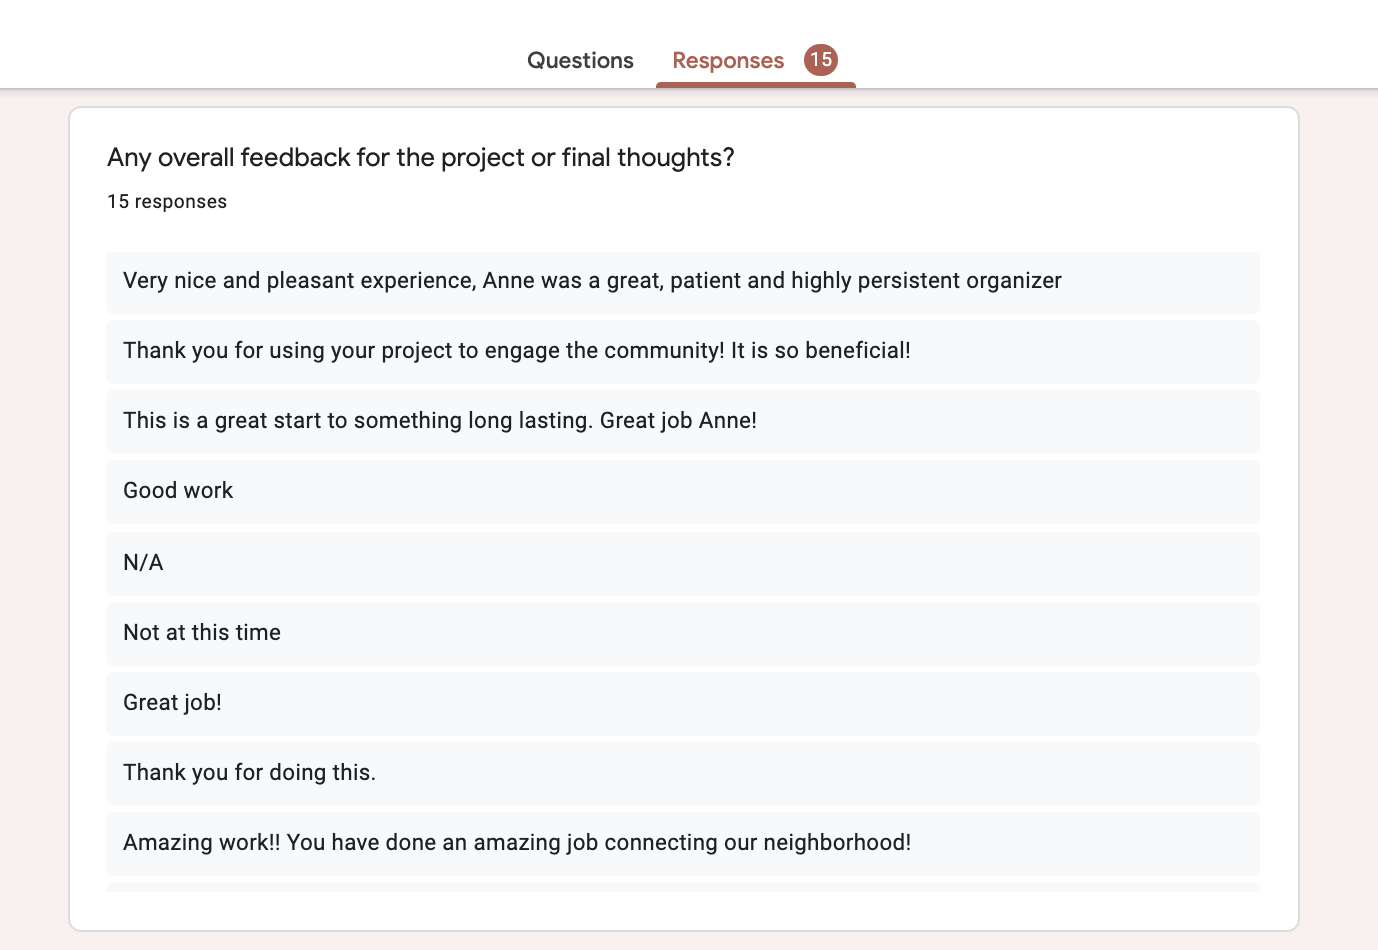 Questions
Responses 15
Any overall feedback for the project or final thoughts?
15 responses
Very nice and pleasant experience, Anne was a great, patient and highly persistent organizer
Thank you for using your project to engage the community! It is so beneficial!
This is a great start to something long lasting. Great job Anne!
Good work
N/A
Not at this time
Great job!
Thank you for doing this.
Amazing work!! You have done an amazing job connecting our neighborhood!